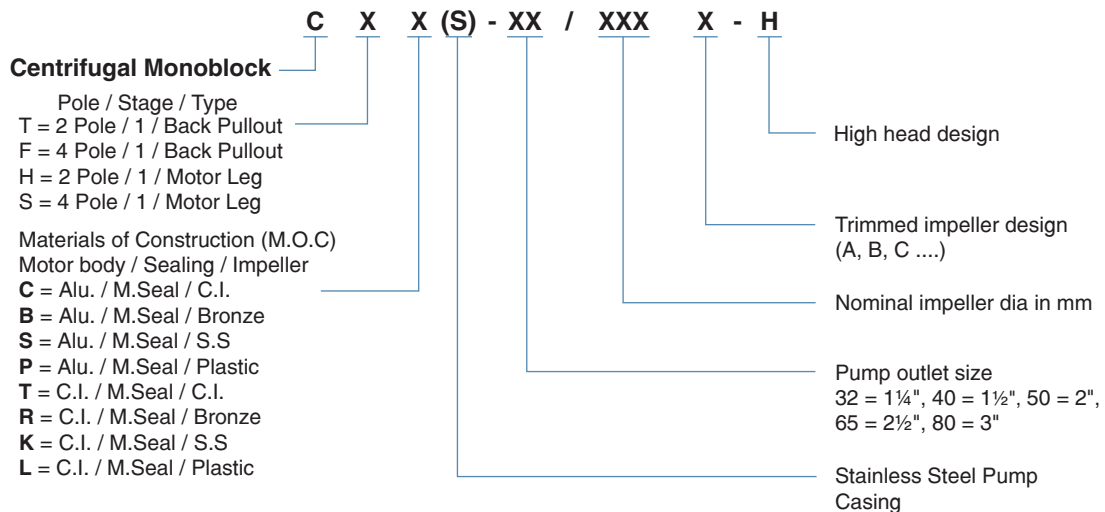 C X X (S) - XX / XXX X - H
Centrifugal Monoblock
Pole / Stage / Type
T = 2 Pole / 1 / Back Pullout
F = 4 Pole / 1 / Back Pullout
H = 2 Pole / 1 / Motor Leg
S = 4 Pole / 1 / Motor Leg
Materials of Construction (M.O.C)
Motor body / Sealing / Impeller
C = Alu. / M.Seal / C.I.
B = Alu. / M.Seal / Bronze
S = Alu. / M.Seal / S.S
P = Alu. / M.Seal / Plastic
T = C.I. / M.Seal / C.I.
R = C.I. / M.Seal / Bronze
K = C.I. / M.Seal / S.S
L = C.I. / M.Seal / Plastic
High head design
Trimmed impeller design
(A, B, C ....)
Nominal impeller dia in mm
Pump outlet size
32 = 1¼", 40 = 1½", 50 = 2",
65 = 2½", 80 = 3"
Stainless Steel Pump
Casing